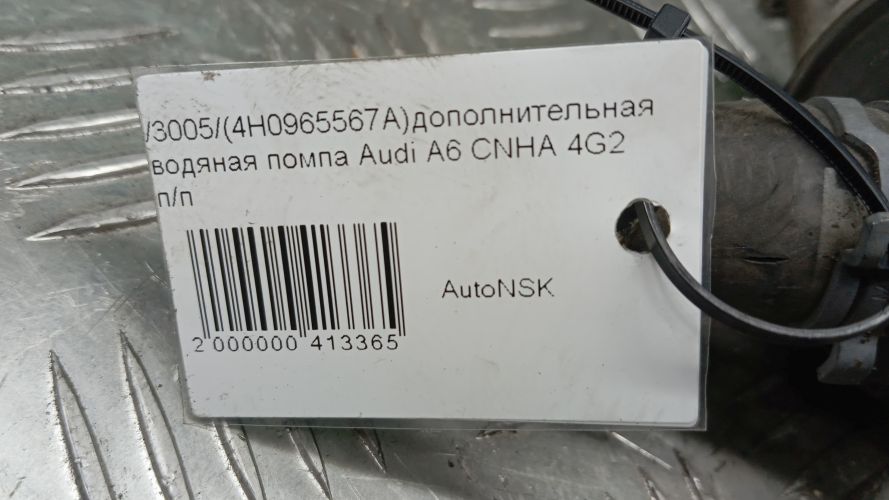 /3005/(4H0965567A)дополнительная
водяная помпа Audi A6 CNHA 4G2
п/п
AutoNSK
2 000000 413365